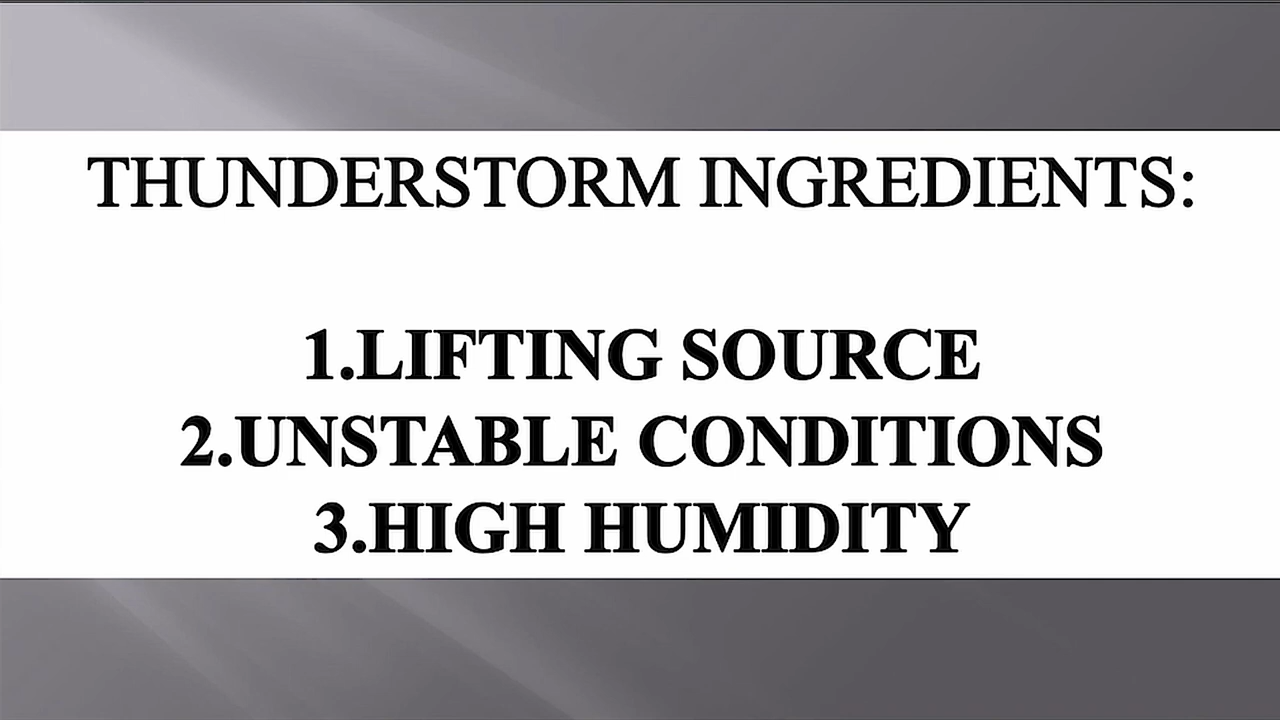 THUNDERSTORM INGREDIENTS:
1.LIFTING SOURCE
2.UNSTABLE CONDITIONS
3.HIGH HUMIDITY